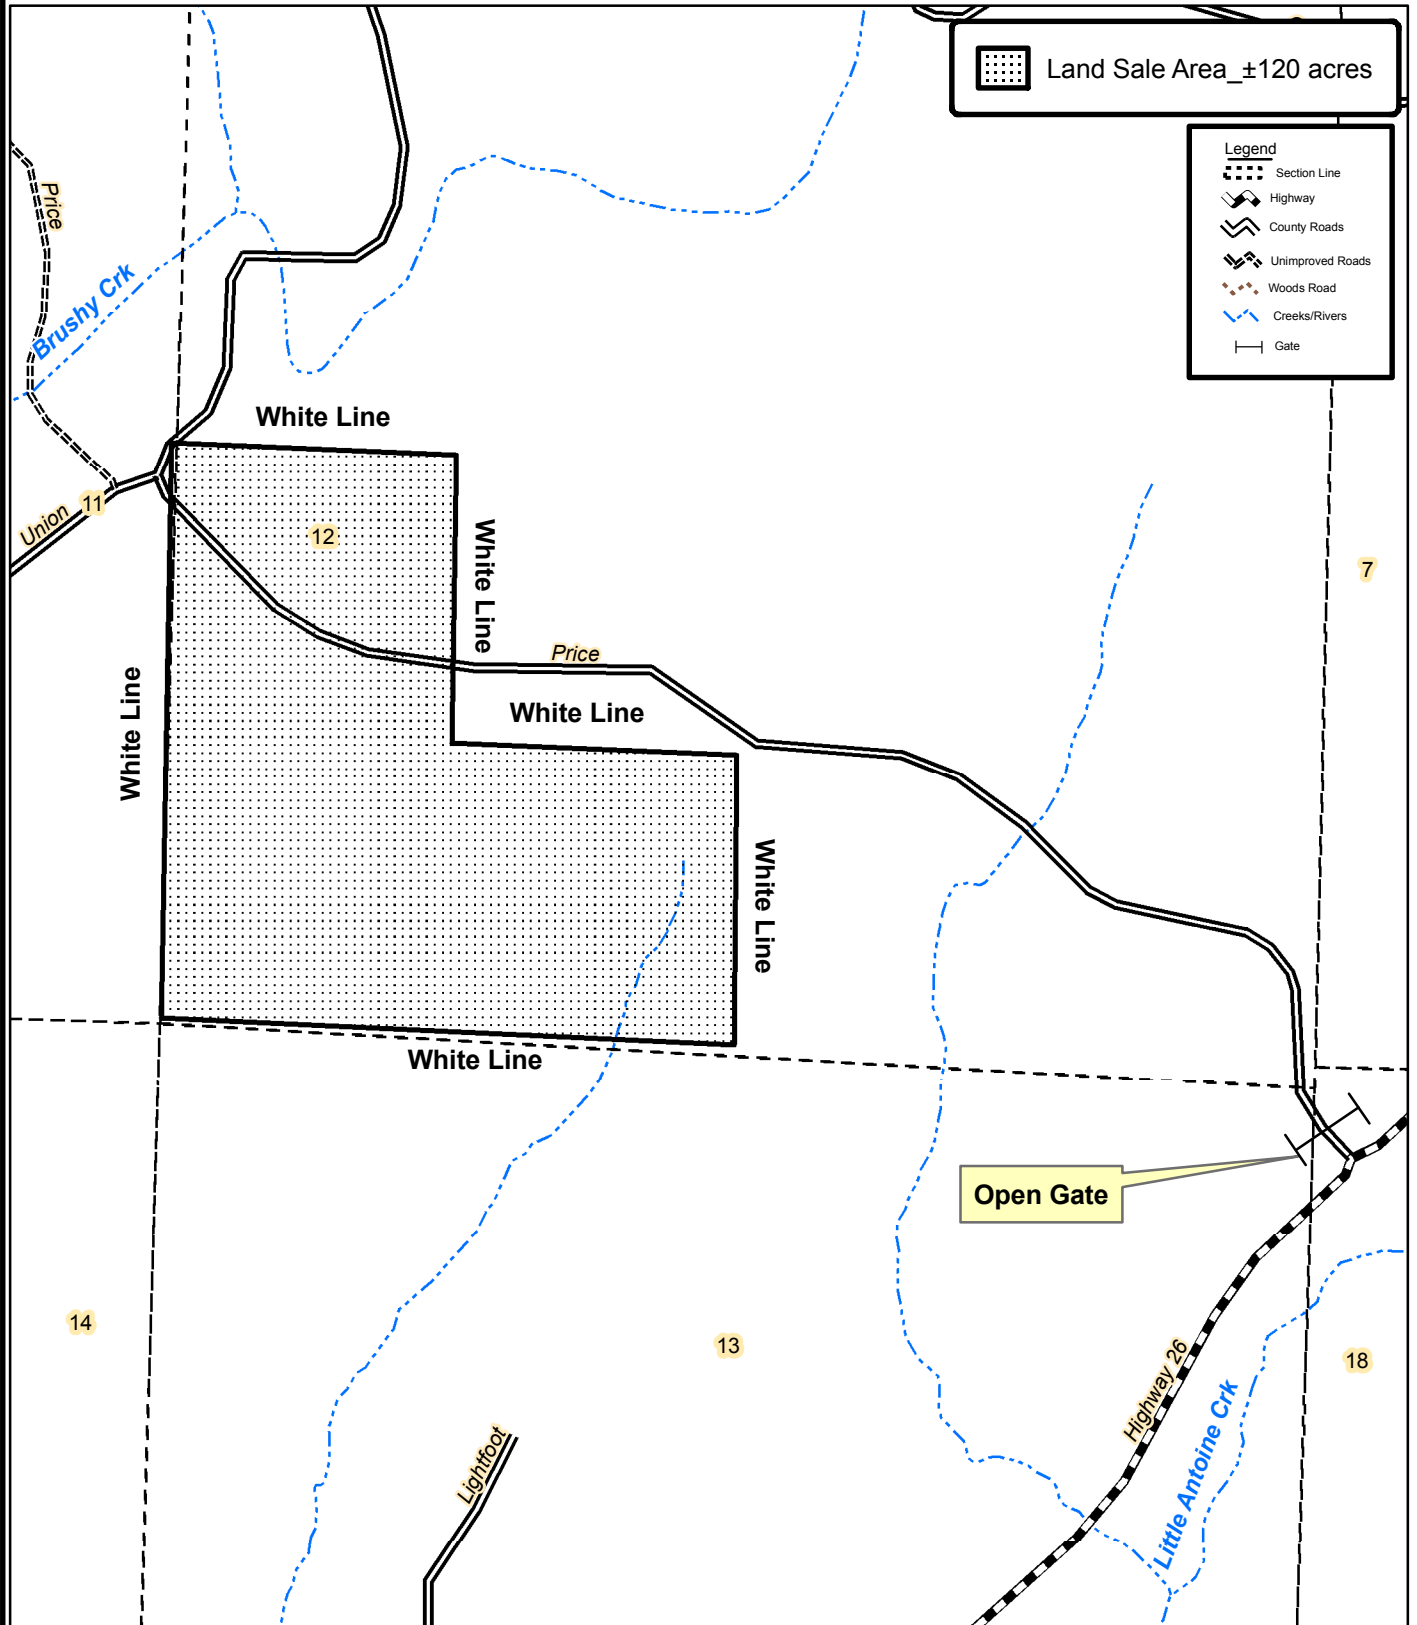 Land Sale Area_±120 acres
Legend
Section Line
Highway
County Roads
Unimproved Roads
Woods Road
Creeks/Rivers
Gate
Price
Brushy Crk
White Line
Union
11
12
White Line
7
Price
White Line
White Line
White Line
White Line
Open Gate
14
13
18
Highway 26
Little Antoine Crk
Lightfoot